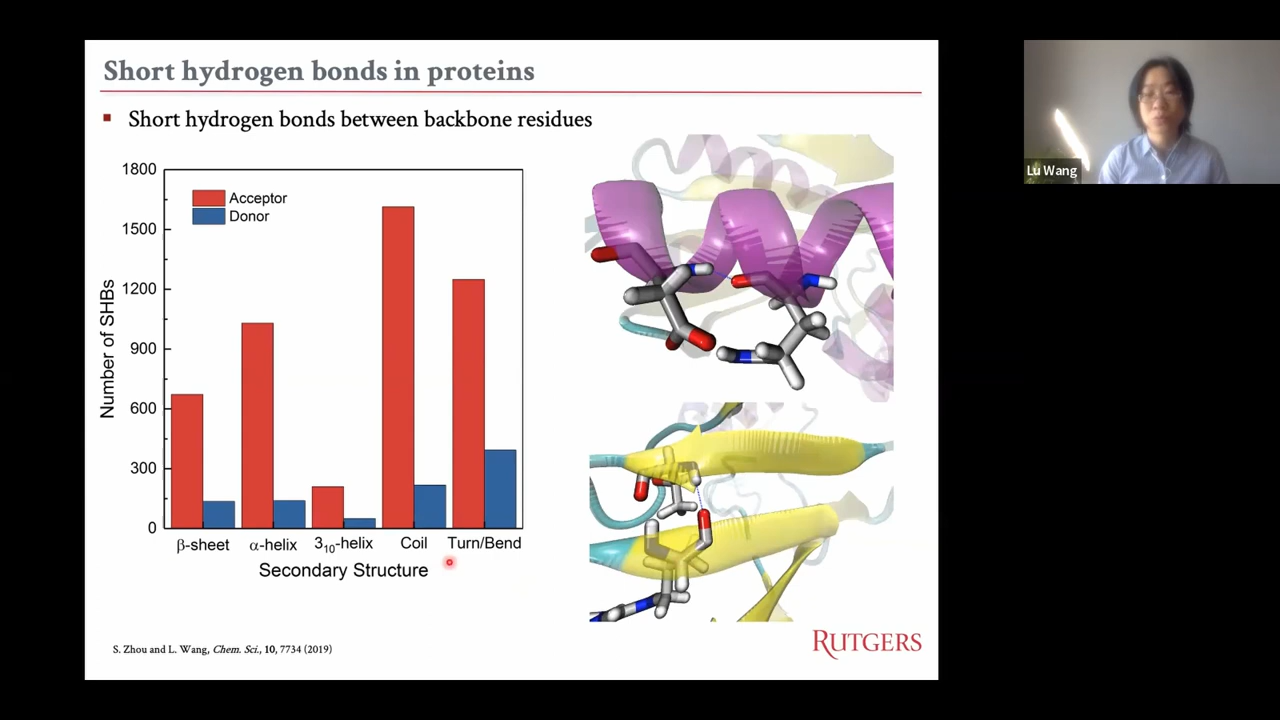 Short hydrogen bonds in proteins
Short hydrogen bonds between backbone residues
1800
1500
1200
900
600
300
0
Number of SHBs
Acceptor
Donor
β-sheet
α-helix
3₁₀-helix
Coil
Turn/Bend
Secondary Structure
S. Zhou and L. Wang, Chem. Sci., 10, 7734 (2019)
RUTGERS
Lu Wang